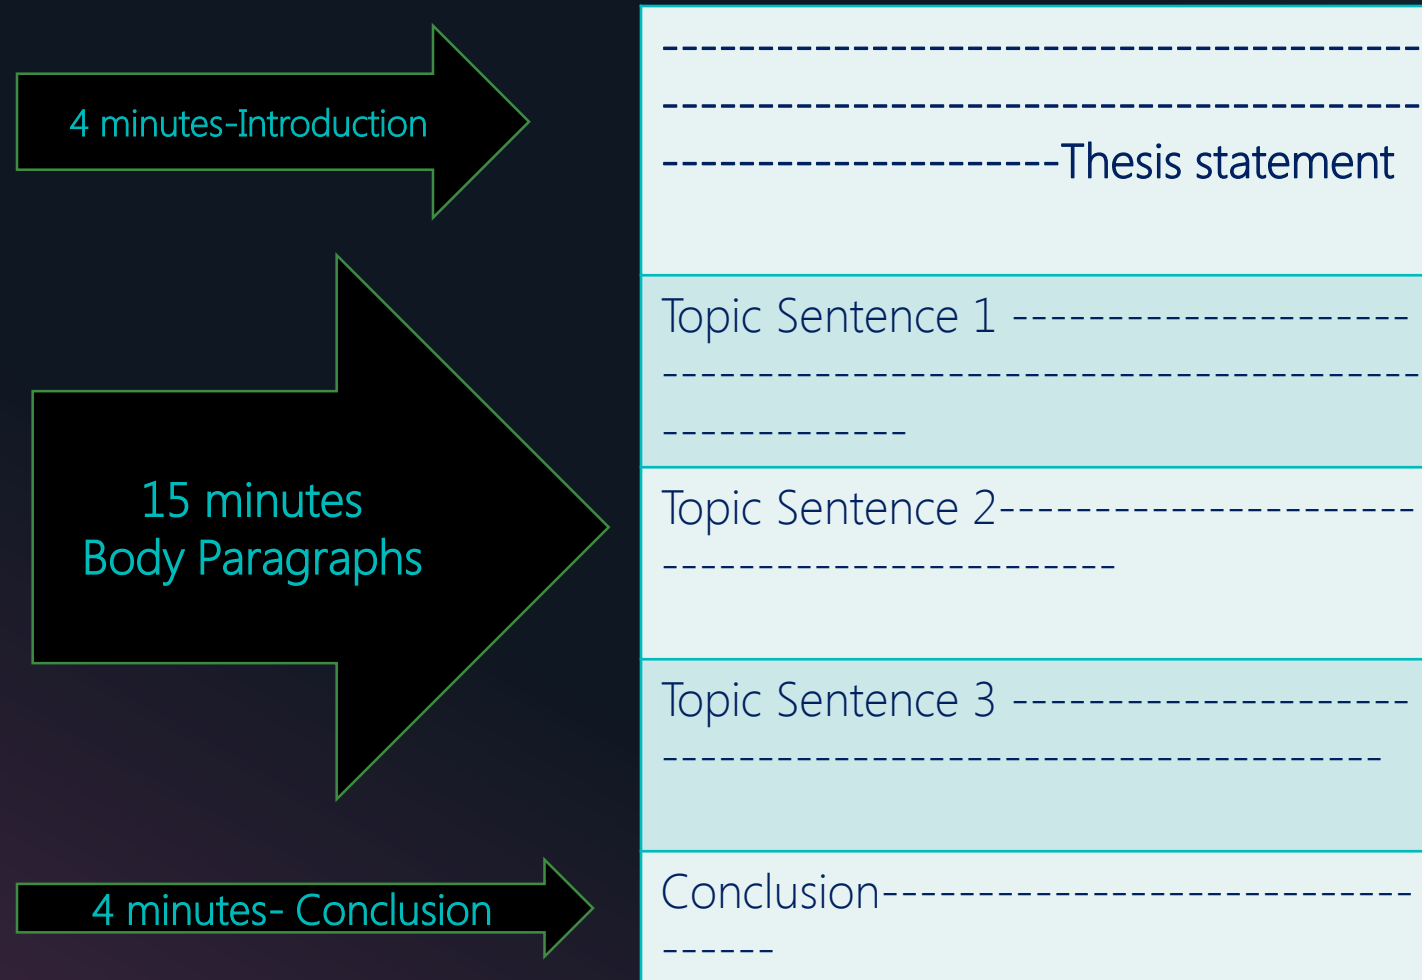 4 minutes-Introduction
----------------------------------------
----------------------------------------
---------------------Thesis statement
15 minutes
Body Paragraphs
Topic Sentence 1 ---------------------
----------------------------------------
-------------
Topic Sentence 2----------------------
------------------------
Topic Sentence 3 ---------------------
--------------------------------------
4 minutes- Conclusion
Conclusion----------------------------
------